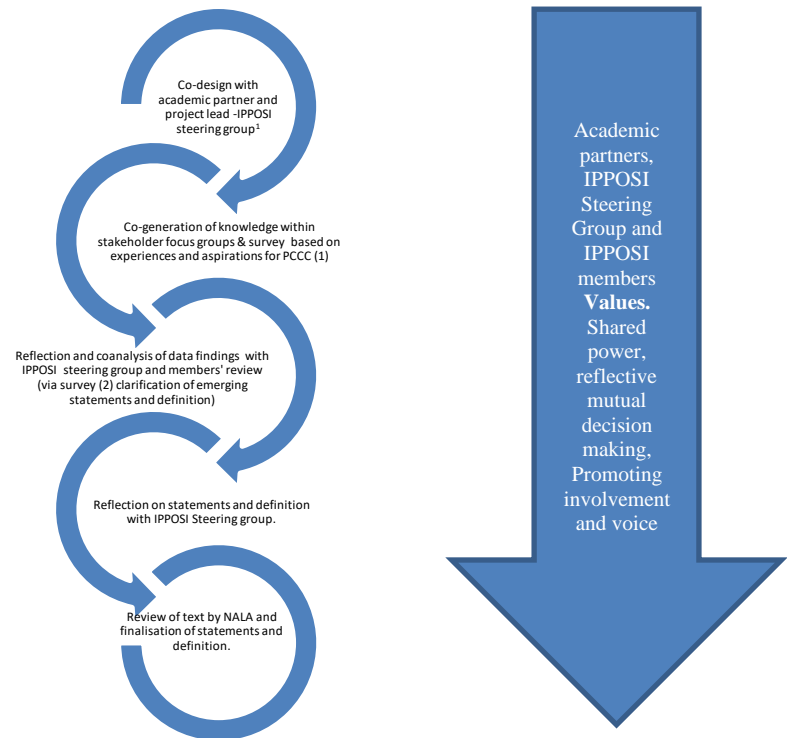 Co-design with
academic partner and
project lead -IPPOSI
steering group¹
Co-generation of knowledge within
stakeholder focus groups & survey based on
experiences and aspirations for PCCC (1)
Reflection and coanalysis of data findings with
IPPOSI steering group and members' review
(via survey (2) clarification of emerging
statements and definition)
Reflection on statements and definition
with IPPOSI Steering group.
Review of text by NALA and
finalisation of statements and
definition.
Academic
partners,
IPPOSI
Steering
Group and
IPPOSI
members
Values.
Shared
power,
reflective
mutual
decision
making,
Promoting
involvement
and voice